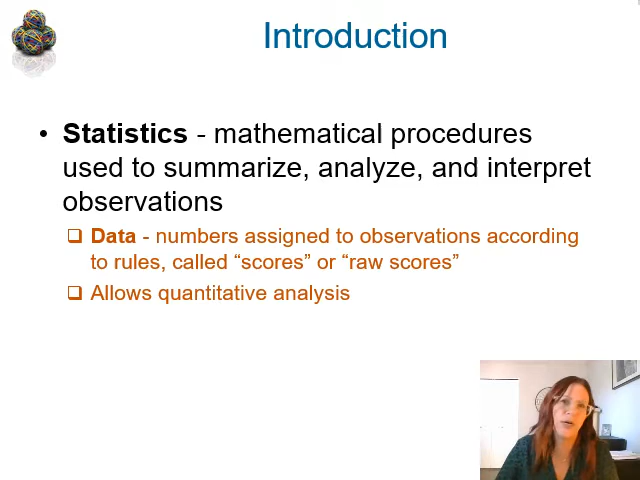 Introduction
• Statistics - mathematical procedures
used to summarize, analyze, and interpret
observations
❑ Data - numbers assigned to observations according
to rules, called “scores” or “raw scores”
❑ Allows quantitative analysis